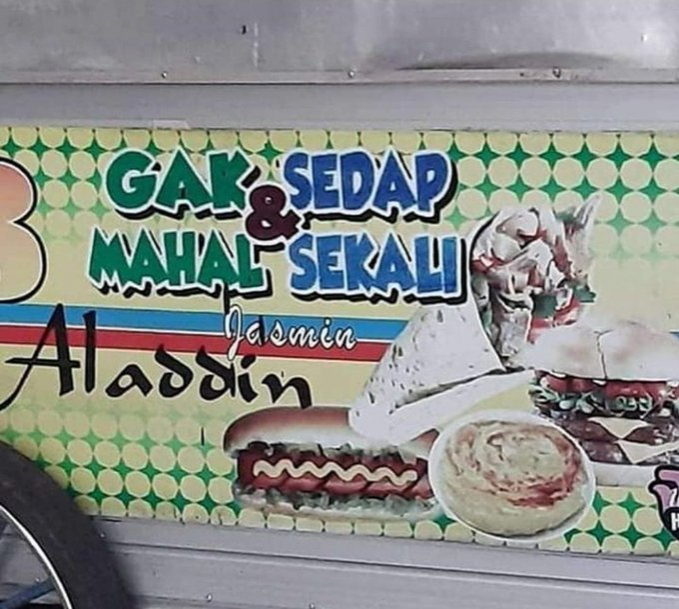 GAK & SEDAP
MAHAL SEKALI
Jasmin
Aladdin